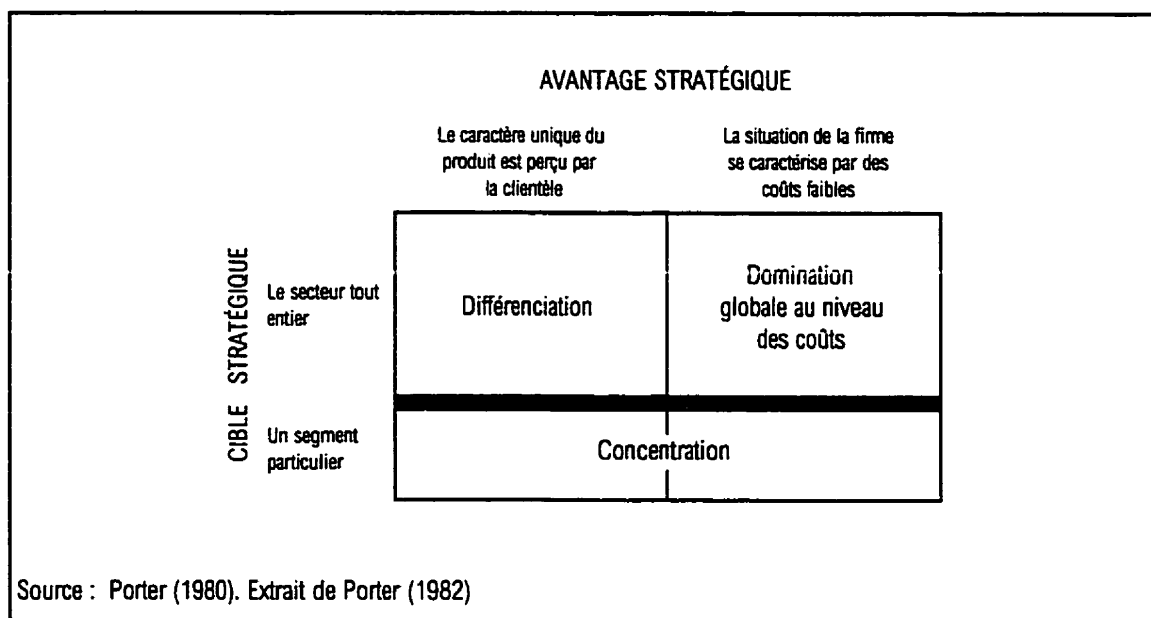 AVANTAGE STRATÉGIQUE
Le caractère unique du
produit est perçu par
la clientèle
La situation de la firme
se caractérise par des
coûts faibles
CIBLE STRATÉGIQUE
Le secteur tout
entier
Différenciation
Domination
globale au niveau
des coûts
Un segment
particulier
Concentration
Source : Porter (1980). Extrait de Porter (1982)